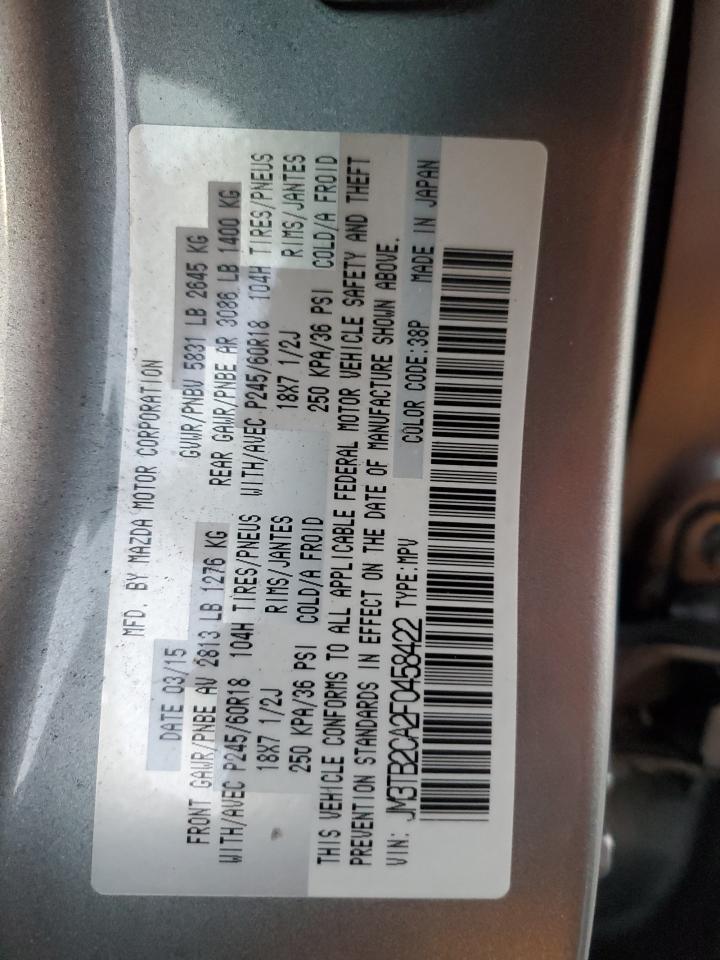 MFD. BY MAZDA MOTOR CORPORATION
DATE 03/15 GVWR/PNBV 5831 LB 2645 KG
FRONT GAWR/PNBE AV 2813 LB 1276 KG REAR GAWR/PNBE AR 3086 LB 1400 KG
WITH/AVEC P245/60R18 104H TIRES/PNEUS WITH/AVEC P245/60R18 104H TIRES/PNEUS
18X7 1/2J RIMS/JANTES 18X7 1/2J RIMS/JANTES
250 KPA/36 PSI COLD/A FROID 250 KPA/36 PSI COLD/A FROID
THIS VEHICLE CONFORMS TO ALL APPLICABLE FEDERAL MOTOR VEHICLE SAFETY AND THEFT
PREVENTION STANDARDS IN EFFECT ON THE DATE OF MANUFACTURE SHOWN ABOVE.
VIN: JM3TB2CA2F0458422 TYPE:MPV COLOR CODE:38P MADE IN JAPAN